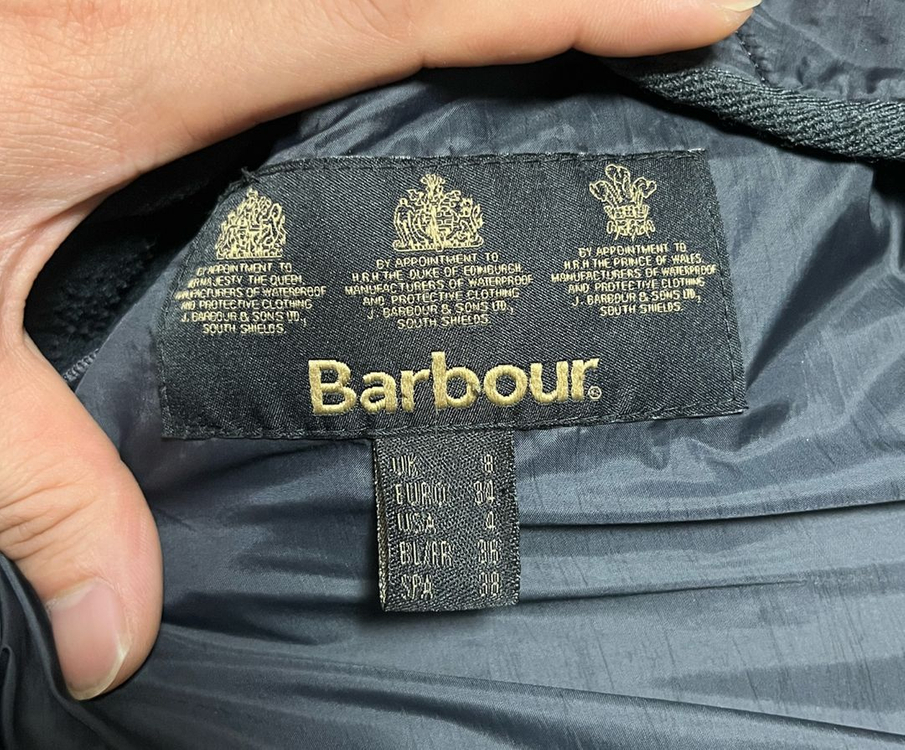 BY APPOINTMENT TO
HER MAJESTY THE QUEEN
MANUFACTURERS OF WATERPROOF
AND PROTECTIVE CLOTHING
J. BARBOUR & SONS LTD.,
SOUTH SHIELDS.
BY APPOINTMENT TO
H.R.H THE DUKE OF EDINBURGH
MANUFACTURERS OF WATERPROOF
AND PROTECTIVE CLOTHING
J. BARBOUR & SONS LTD.,
SOUTH SHIELDS.
BY APPOINTMENT TO
H.R.H THE PRINCE OF WALES
MANUFACTURERS OF WATERPROOF
AND PROTECTIVE CLOTHING
J. BARBOUR & SONS LTD.,
SOUTH SHIELDS.
Barbour®
UK 8
EURO 34
USA 4
BL/FR 36
SPA 38